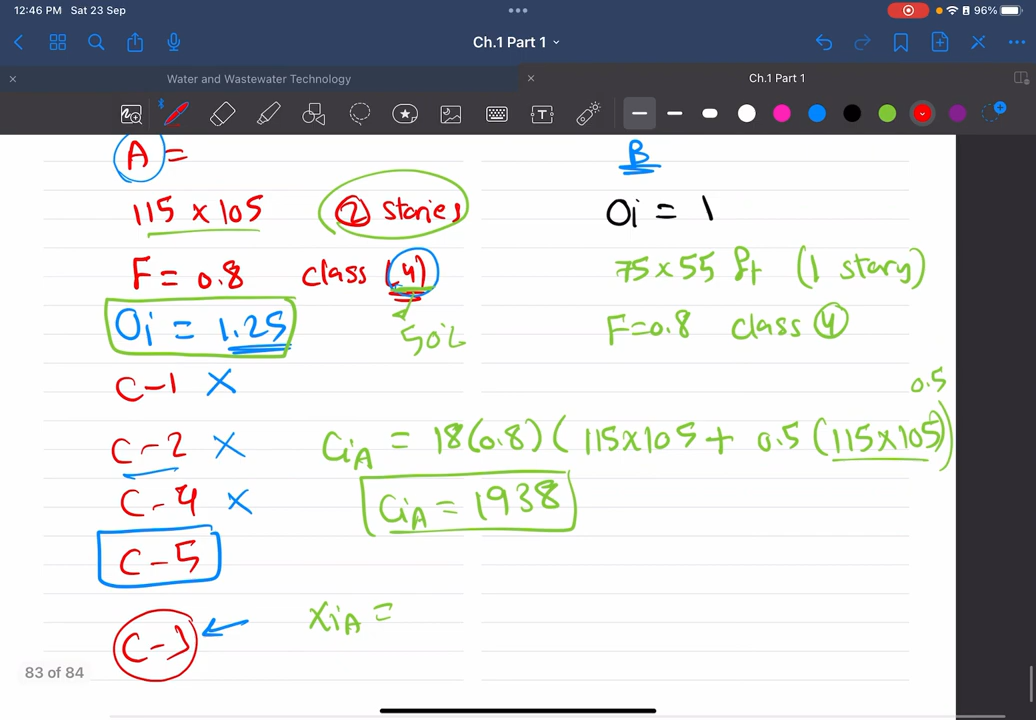 12:46 PM Sat 23 Sep
96%
Ch.1 Part 1
Water and Wastewater Technology
Ch.1 Part 1
A =
115 x 105
2 stories
F = 0.8 class (4)
50%
Oi = 1.25
C-1 X
C-2 X
C-4 X
C-5
C-3
B
Oi = 1
75 x 55 ft (1 story)
F=0.8 class 4
0.5
CiA = 18(0.8) (115x105 + 0.5 (115x105)
CiA = 1938
XiA =
83 of 84